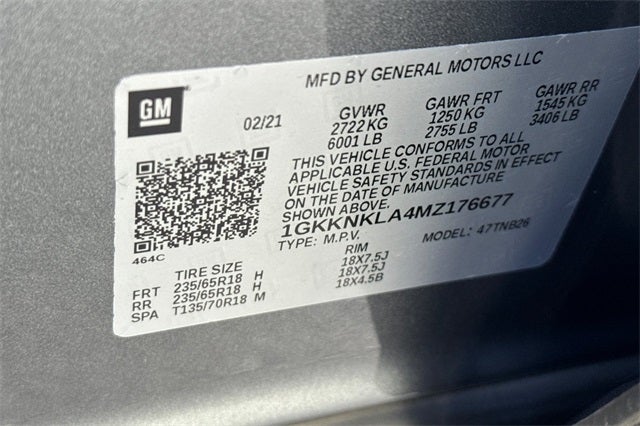 MFD BY GENERAL MOTORS LLC
GM
02/21
GVWR
2722 KG
6001 LB
GAWR FRT
1250 KG
2755 LB
GAWR RR
1545 KG
3406 LB
THIS VEHICLE CONFORMS TO ALL
APPLICABLE U.S. FEDERAL MOTOR
VEHICLE SAFETY STANDARDS IN EFFECT
ON THE DATE OF MANUFACTURE
SHOWN ABOVE.
1GKKNKLA4MZ176677
TYPE: M.P.V. MODEL: 47TNB26
464C
TIRE SIZE RIM
FRT 235/65R18 H 18X7.5J
RR 235/65R18 H 18X7.5J
SPA T135/70R18 M 18X4.5B